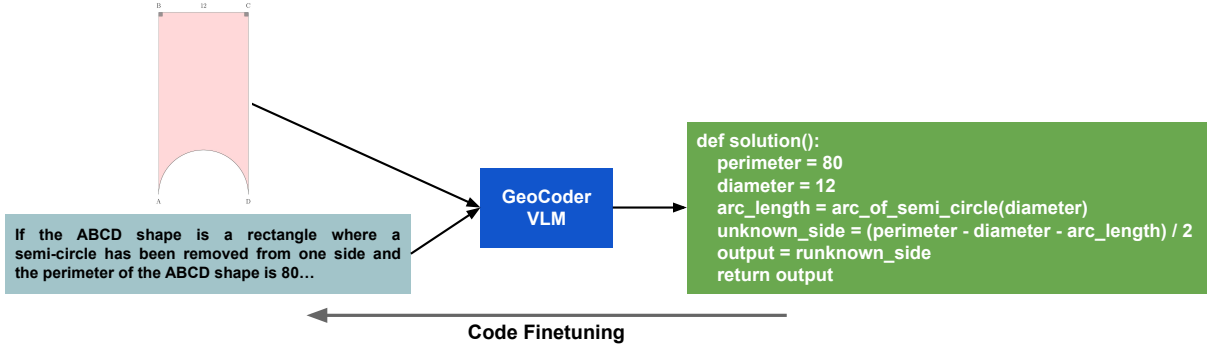 B 12 C
A D
If the ABCD shape is a rectangle where a
semi-circle has been removed from one side and
the perimeter of the ABCD shape is 80...
GeoCoder
VLM
def solution():
perimeter = 80
diameter = 12
arc_length = arc_of_semi_circle(diameter)
unknown_side = (perimeter - diameter - arc_length) / 2
output = runknown_side
return output
Code Finetuning